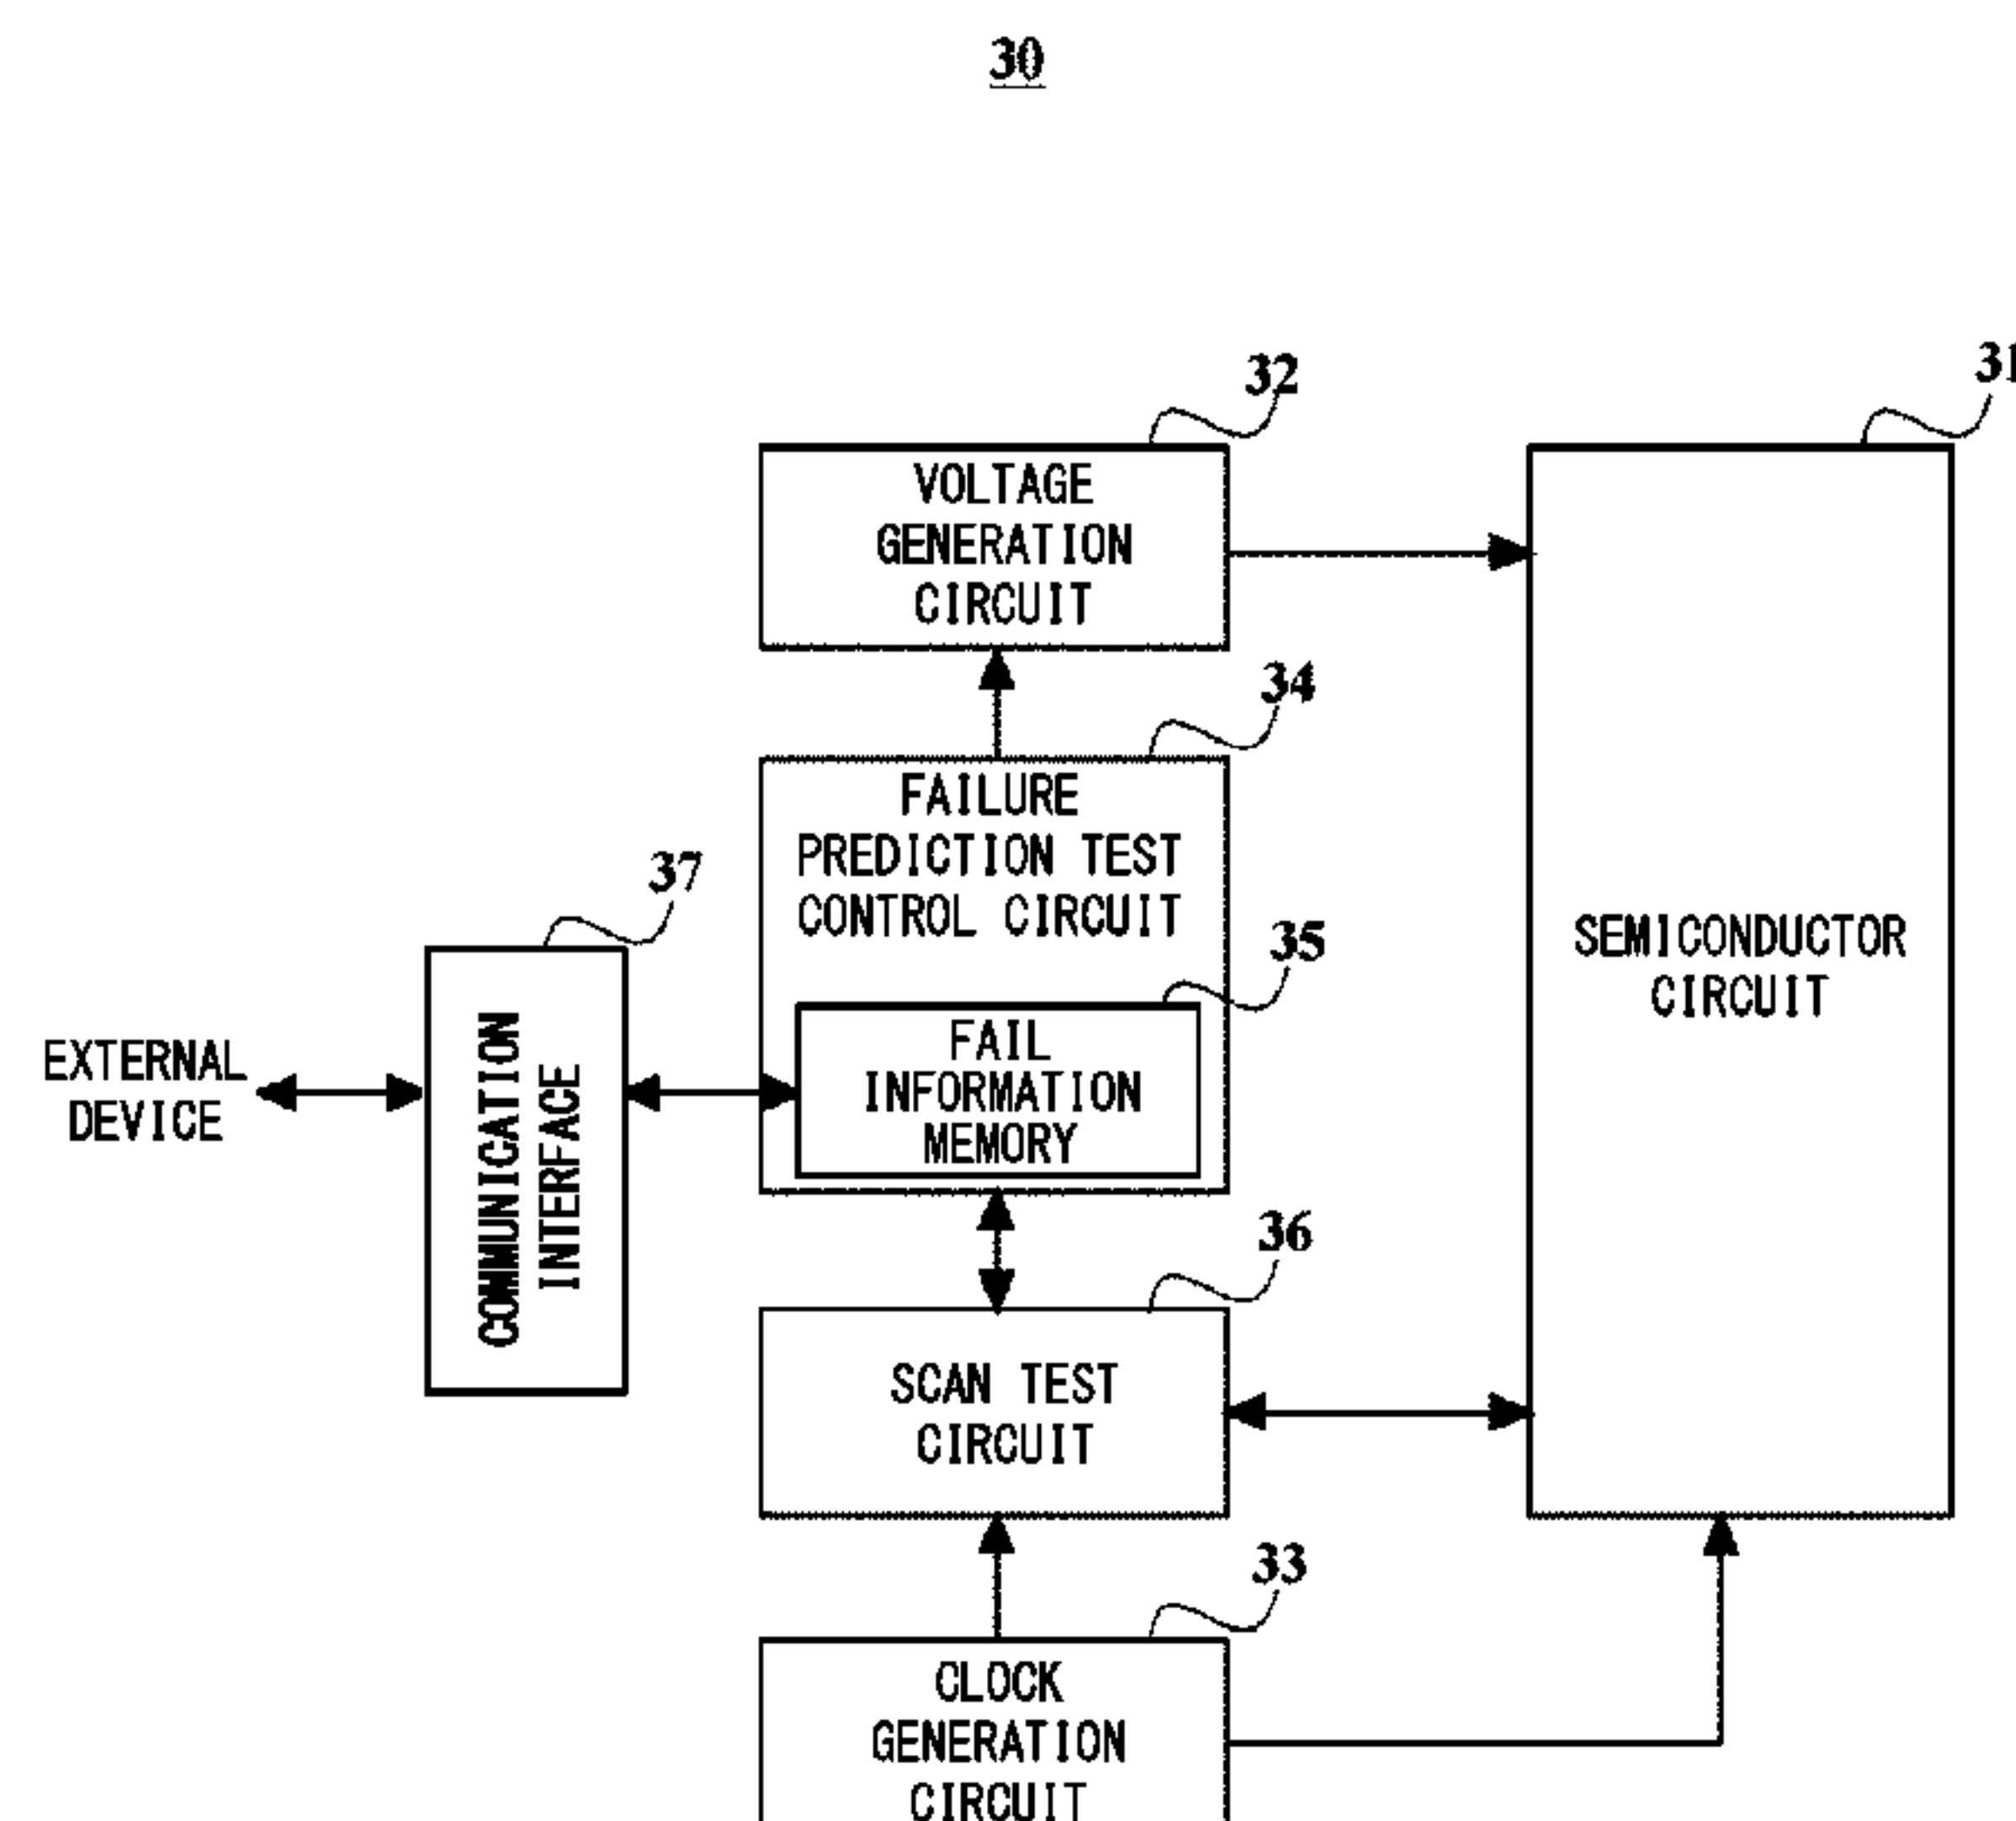 30
32
31
VOLTAGE
GENERATION
CIRCUIT
34
FAILURE
PREDICTION TEST
CONTROL CIRCUIT
37
35
SEMICONDUCTOR
CIRCUIT
FAIL
INFORMATION
MEMORY
EXTERNAL
DEVICE
COMMUNICATION
INTERFACE
36
SCAN TEST
CIRCUIT
33
CLOCK
GENERATION
CIRCUIT